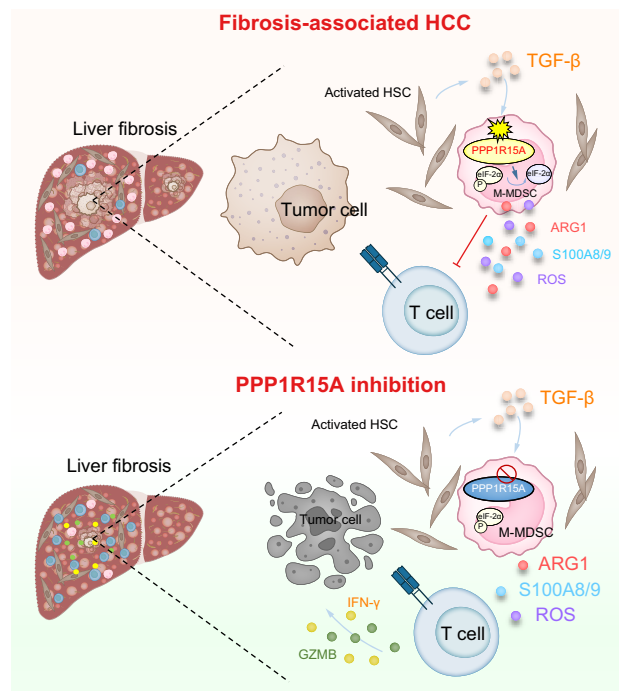 Fibrosis-associated HCC
TGF-β
Activated HSC
Liver fibrosis
PPP1R15A
eIF-2α
eIF-2α
P
M-MDSC
Tumor cell
ARG1
S100A8/9
ROS
T cell
PPP1R15A inhibition
TGF-β
Activated HSC
Liver fibrosis
PPP1R15A
eIF-2α
P
Tumor cell
M-MDSC
ARG1
S100A8/9
IFN-γ
ROS
T cell
GZMB